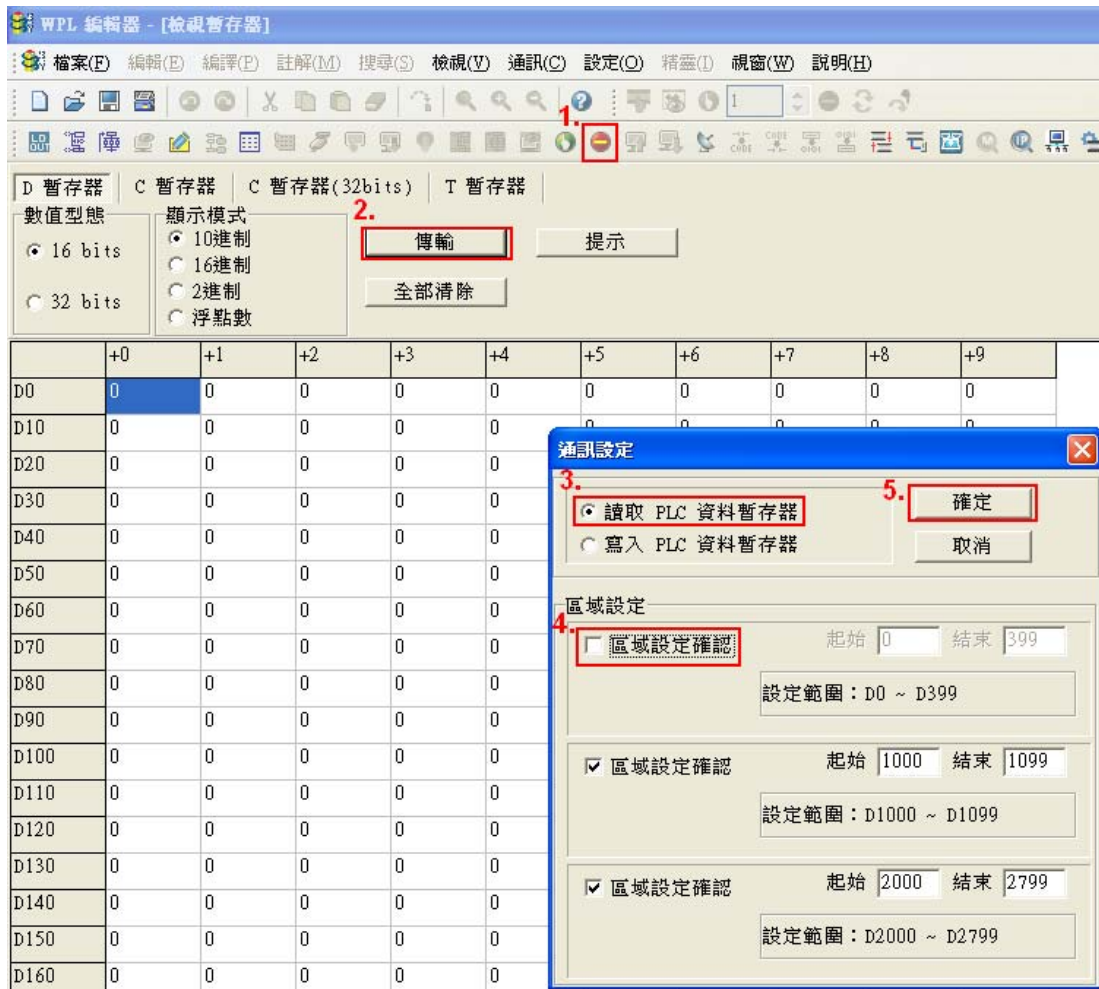 WPL 編輯器 - [檢視暫存器]
檔案(F) 編輯(E) 編譯(P) 註解(M) 搜尋(S) 檢視(V) 通訊(C) 設定(O) 精靈(I) 視窗(W) 說明(H)
1
1.
D 暫存器 C 暫存器 C 暫存器(32bits) T 暫存器
數值型態
16 bits
32 bits
顯示模式
10進制
16進制
2進制
浮點數
2.
傳輸 提示
全部清除
+0 +1 +2 +3 +4 +5 +6 +7 +8 +9
D0 0 0 0 0 0 0 0 0 0 0
D10 0 0 0 0 0 0 0 0 0 0
D20 0 0 0 0 0
D30 0 0 0 0 0
D40 0 0 0 0 0
D50 0 0 0 0 0
D60 0 0 0 0 0
D70 0 0 0 0 0
D80 0 0 0 0 0
D90 0 0 0 0 0
D100 0 0 0 0 0
D110 0 0 0 0 0
D120 0 0 0 0 0
D130 0 0 0 0 0
D140 0 0 0 0 0
D150 0 0 0 0 0
D160 0 0 0 0 0
通訊設定
3.
讀取 PLC 資料暫存器
寫入 PLC 資料暫存器
5.
確定
取消
區域設定
4.
區域設定確認 起始 0 結束 399
設定範圍：D0 ~ D399
區域設定確認 起始 1000 結束 1099
設定範圍：D1000 ~ D1099
區域設定確認 起始 2000 結束 2799
設定範圍：D2000 ~ D2799